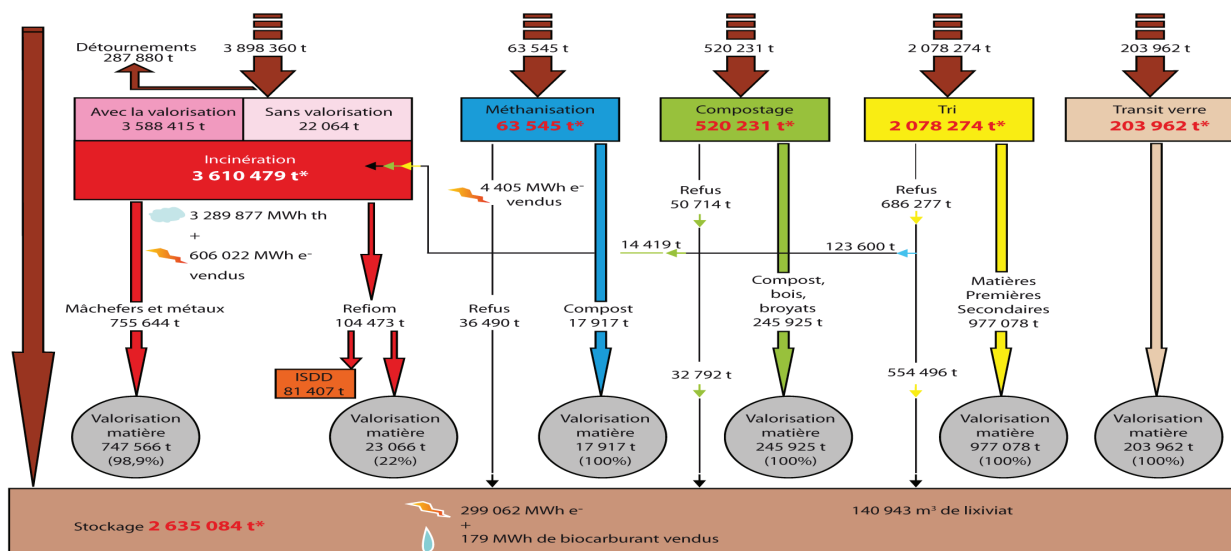 Détournements
287 880 t
3 898 360 t
63 545 t
520 231 t
2 078 274 t
203 962 t
Avec la valorisation
3 588 415 t
Sans valorisation
22 064 t
Incinération
3 610 479 t*
Méthanisation
63 545 t*
Compostage
520 231 t*
Tri
2 078 274 t*
Transit verre
203 962 t*
3 289 877 MWh th
+
606 022 MWh e-
vendus
4 405 MWh e-
vendus
Refus
50 714 t
Refus
686 277 t
14 419 t
123 600 t
Mâchefers et métaux
755 644 t
Refiom
104 473 t
Refus
36 490 t
Compost
17 917 t
Compost,
bois,
broyats
245 925 t
Matières
Premières
Secondaires
977 078 t
ISDD
81 407 t
32 792 t
554 496 t
Valorisation
matière
747 566 t
(98,9%)
Valorisation
matière
23 066 t
(22%)
Valorisation
matière
17 917 t
(100%)
Valorisation
matière
245 925 t
(100%)
Valorisation
matière
977 078 t
(100%)
Valorisation
matière
203 962 t
(100%)
Stockage 2 635 084 t*
299 062 MWh e-
+
179 MWh de biocarburant vendus
140 943 m³ de lixiviat